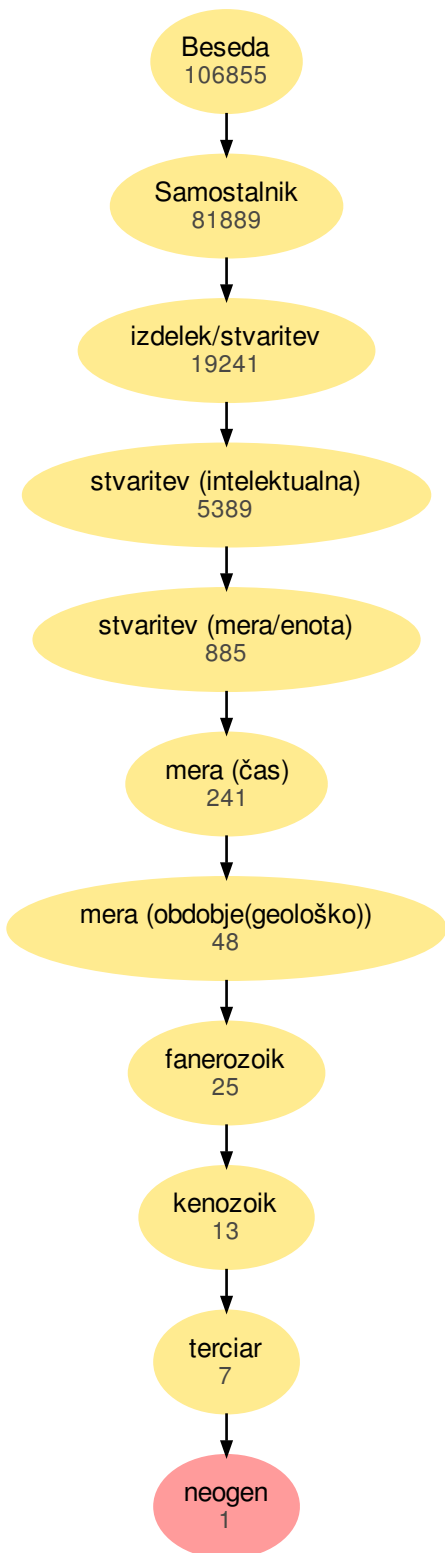 Beseda
106855
Samostalnik
81889
izdelek/stvaritev
19241
stvaritev (intelektualna)
5389
stvaritev (mera/enota)
885
mera (čas)
241
mera (obdobje(geološko))
48
fanerozoik
25
kenozoik
13
terciar
7
neogen
1